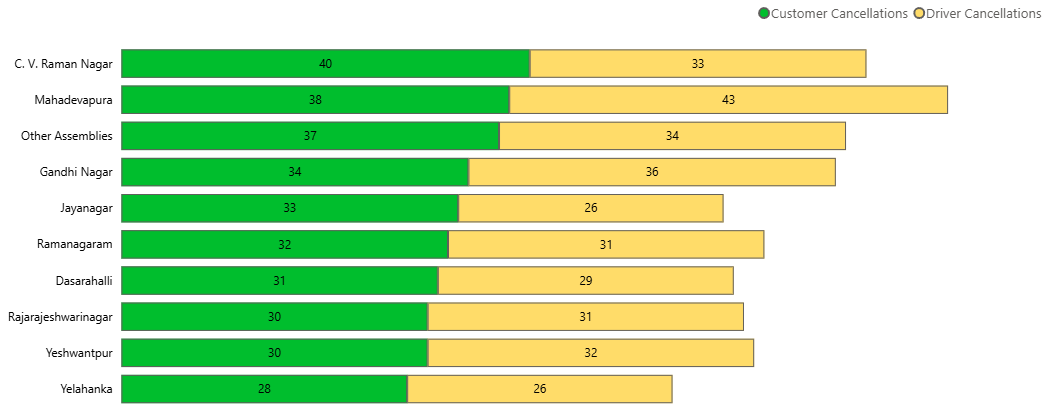 Customer Cancellations Driver Cancellations
C. V. Raman Nagar 40 33
Mahadevapura 38 43
Other Assemblies 37 34
Gandhi Nagar 34 36
Jayanagar 33 26
Ramanagaram 32 31
Dasarahalli 31 29
Rajarajeshwarinagar 30 31
Yeshwantpur 30 32
Yelahanka 28 26